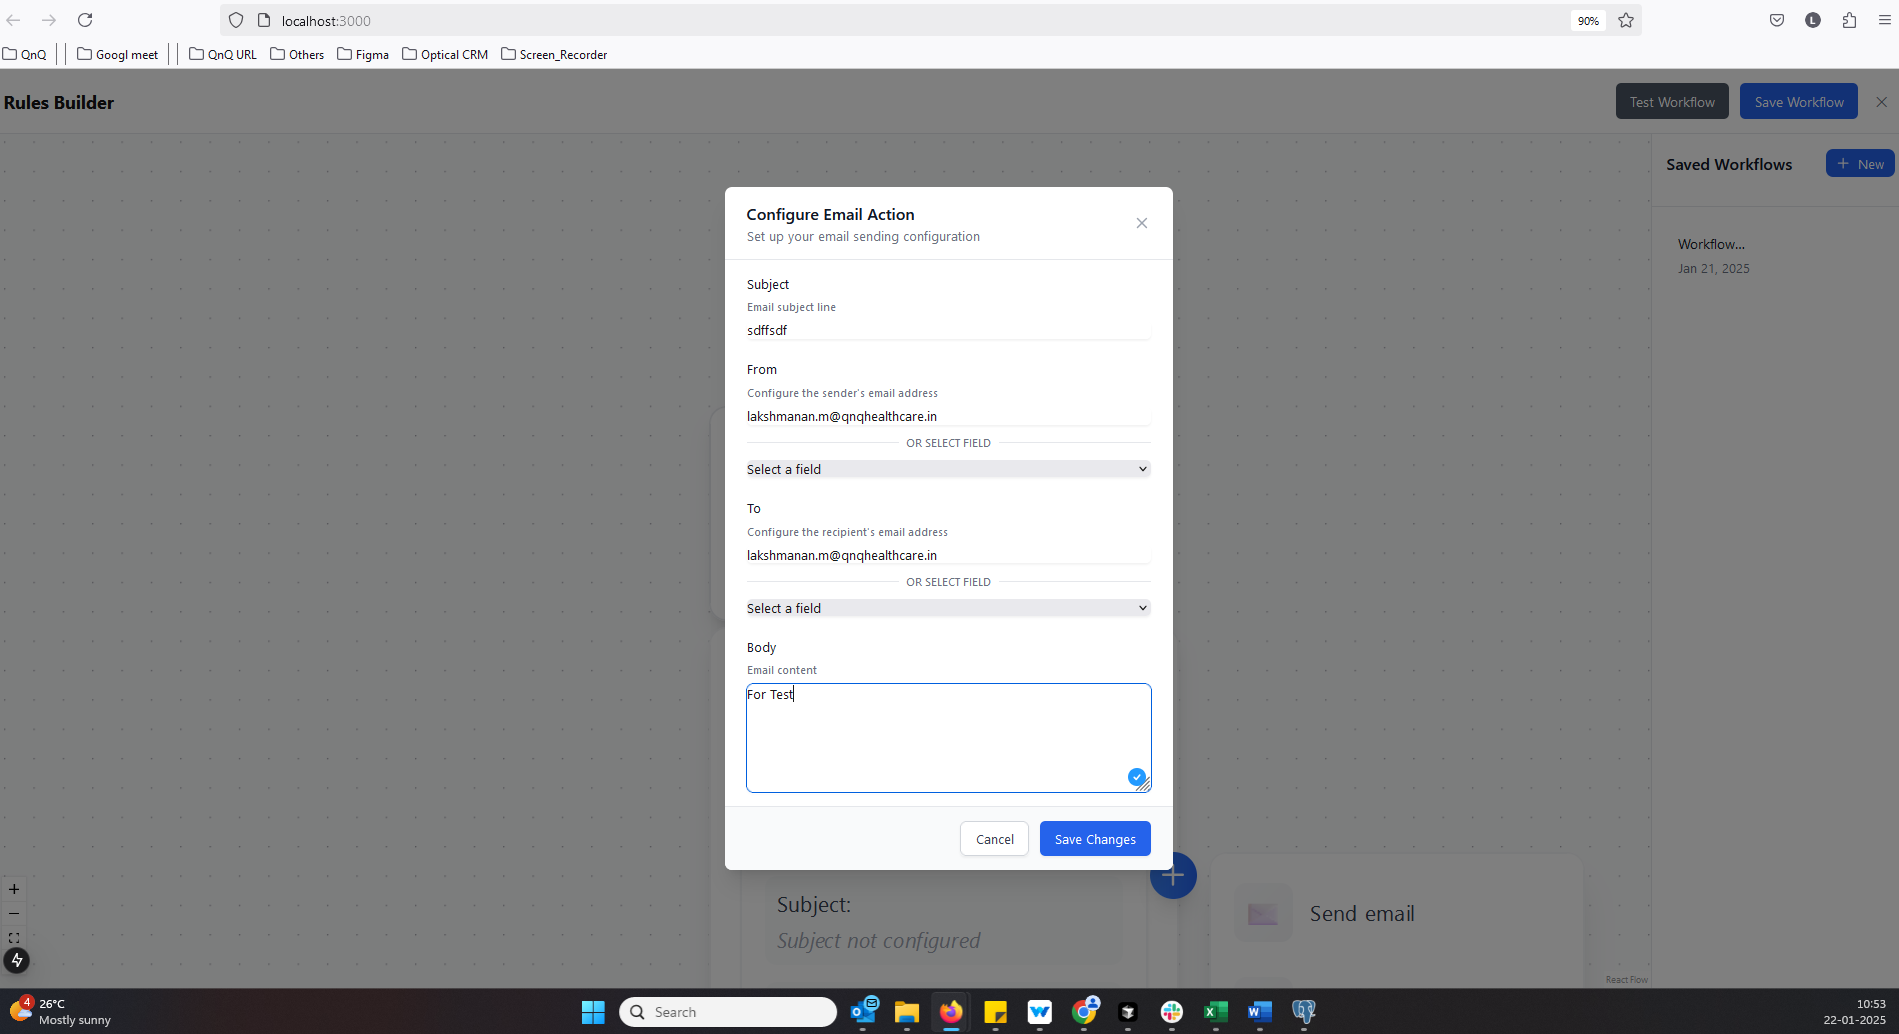 localhost:3000
90%
L
QnQ
Googl meet
QnQ URL
Others
Figma
Optical CRM
Screen_Recorder
Rules Builder
Test Workflow
Save Workflow
Saved Workflows
New
Workflow...
Jan 21, 2025
Configure Email Action
Set up your email sending configuration
Subject
Email subject line
sdffsdf
From
Configure the sender's email address
lakshmanan.m@qnqhealthcare.in
OR SELECT FIELD
Select a field
To
Configure the recipient's email address
lakshmanan.m@qnqhealthcare.in
OR SELECT FIELD
Select a field
Body
Email content
For Test
Cancel
Save Changes
Subject:
Subject not configured
Send email
React Flow
4
26°C
Mostly sunny
Search
10:53
22-01-2025